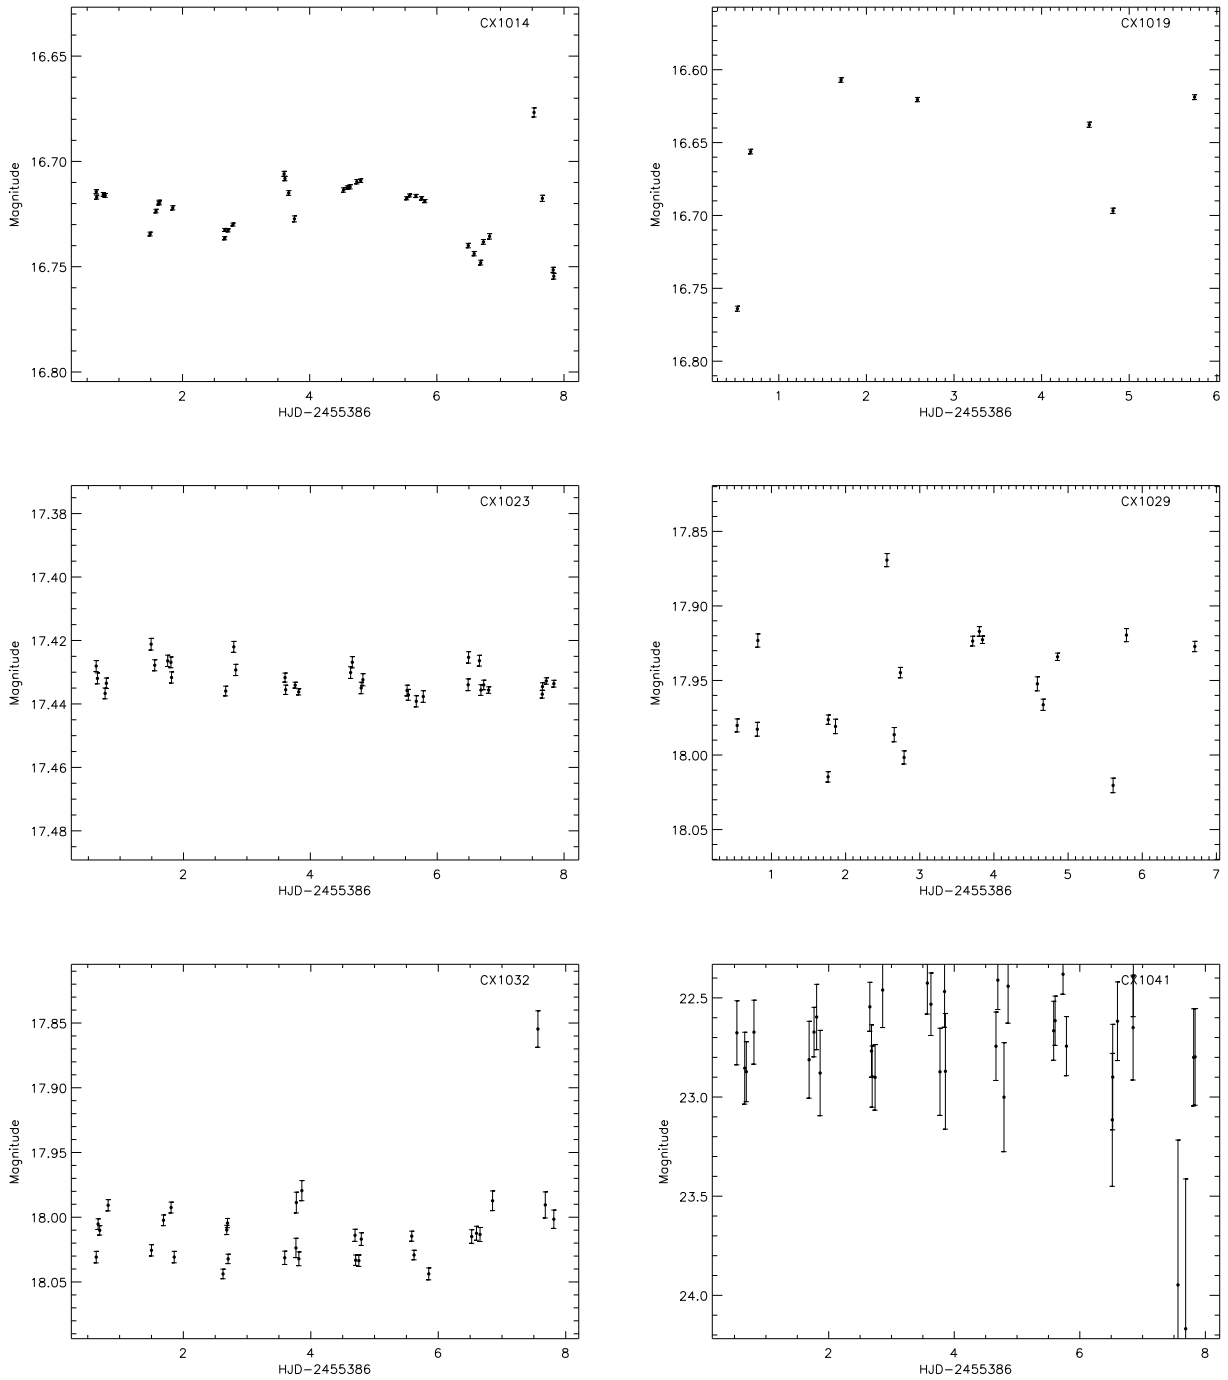 CX1014
16.65
16.70
16.75
16.80
Magnitude
2 4 6 8
HJD−2455386
CX1019
16.60
16.65
16.70
16.75
16.80
Magnitude
1 2 3 4 5 6
HJD−2455386
CX1023
17.38
17.40
17.42
17.44
17.46
17.48
Magnitude
2 4 6 8
HJD−2455386
CX1029
17.85
17.90
17.95
18.00
18.05
Magnitude
1 2 3 4 5 6 7
HJD−2455386
CX1032
17.85
17.90
17.95
18.00
18.05
Magnitude
2 4 6 8
HJD−2455386
CX1041
22.5
23.0
23.5
24.0
Magnitude
2 4 6 8
HJD−2455386